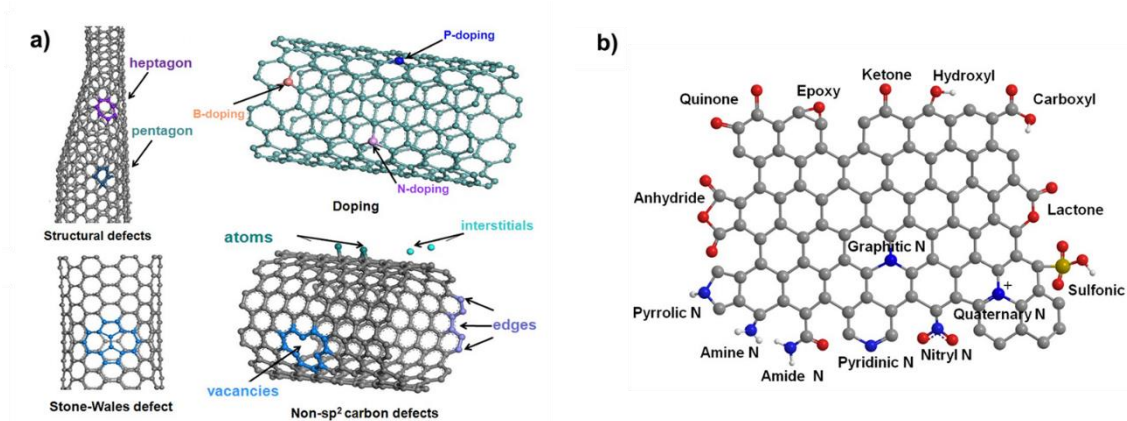 a)
heptagon
pentagon
Structural defects
P-doping
B-doping
N-doping
Doping
Stone-Wales defect
atoms
interstitials
edges
vacancies
Non-sp² carbon defects
b)
Quinone
Epoxy
Ketone
Hydroxyl
Carboxyl
Anhydride
Lactone
Graphitic N
Sulfonic
+
Quaternary N
Pyrrolic N
Amine N
Amide N
Pyridinic N
Nitryl N